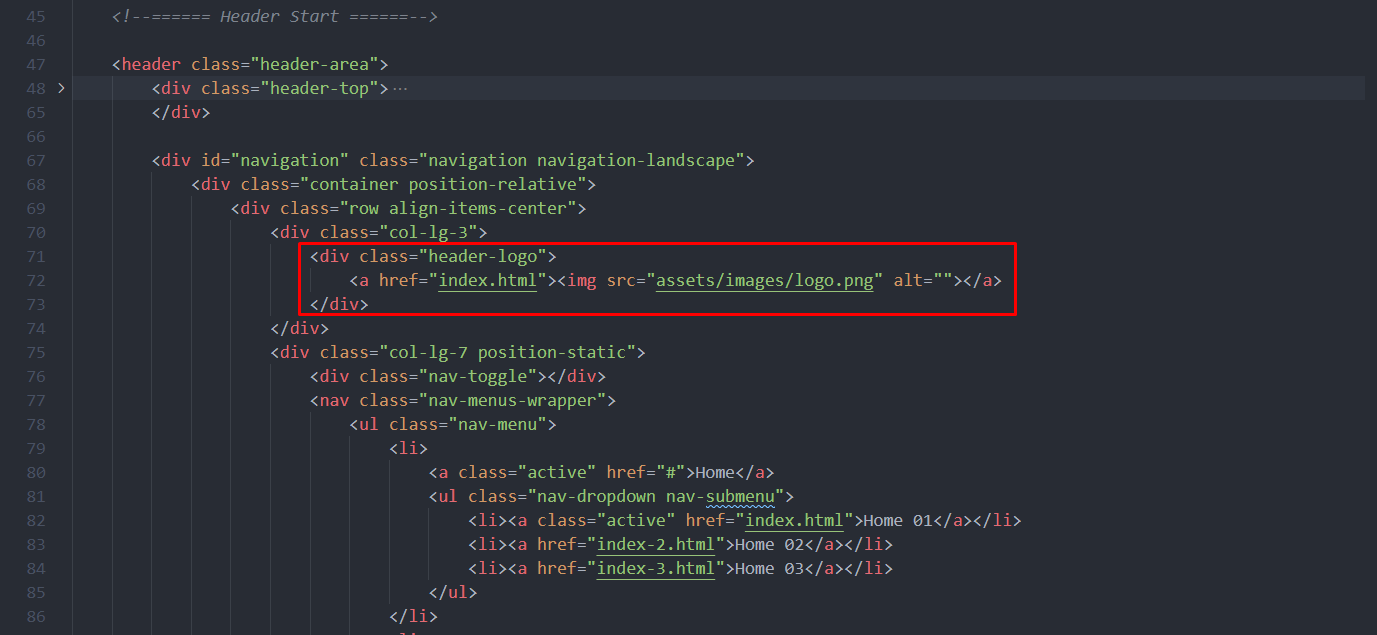 45 <!--====== Header Start ======-->
46
47 <header class="header-area">
48 <div class="header-top">···
65 </div>
66
67 <div id="navigation" class="navigation navigation-landscape">
68 <div class="container position-relative">
69 <div class="row align-items-center">
70 <div class="col-lg-3">
71 <div class="header-logo">
72 <a href="index.html"><img src="assets/images/logo.png" alt=""></a>
73 </div>
74 </div>
75 <div class="col-lg-7 position-static">
76 <div class="nav-toggle"></div>
77 <nav class="nav-menus-wrapper">
78 <ul class="nav-menu">
79 <li>
80 <a class="active" href="#">Home</a>
81 <ul class="nav-dropdown nav-submenu">
82 <li><a class="active" href="index.html">Home 01</a></li>
83 <li><a href="index-2.html">Home 02</a></li>
84 <li><a href="index-3.html">Home 03</a></li>
85 </ul>
86 </li>